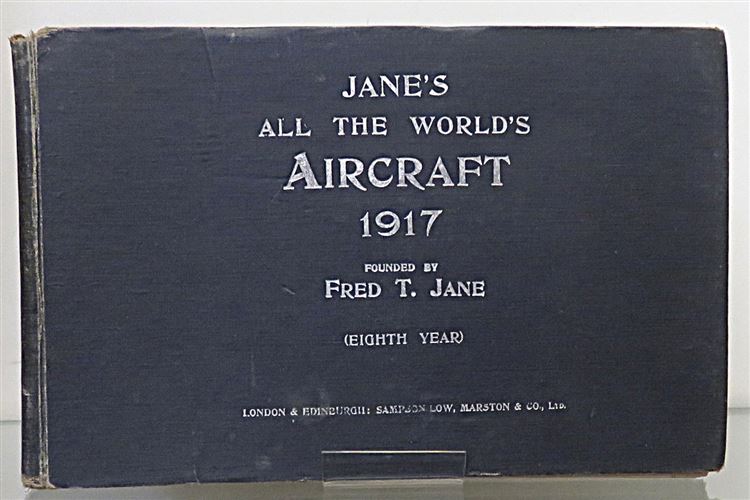 JANE'S
ALL THE WORLD'S
AIRCRAFT
1917
FOUNDED BY
FRED T. JANE
(EIGHTH YEAR)
LONDON & EDINBURGH: SAMPSON LOW, MARSTON & CO., LTD.